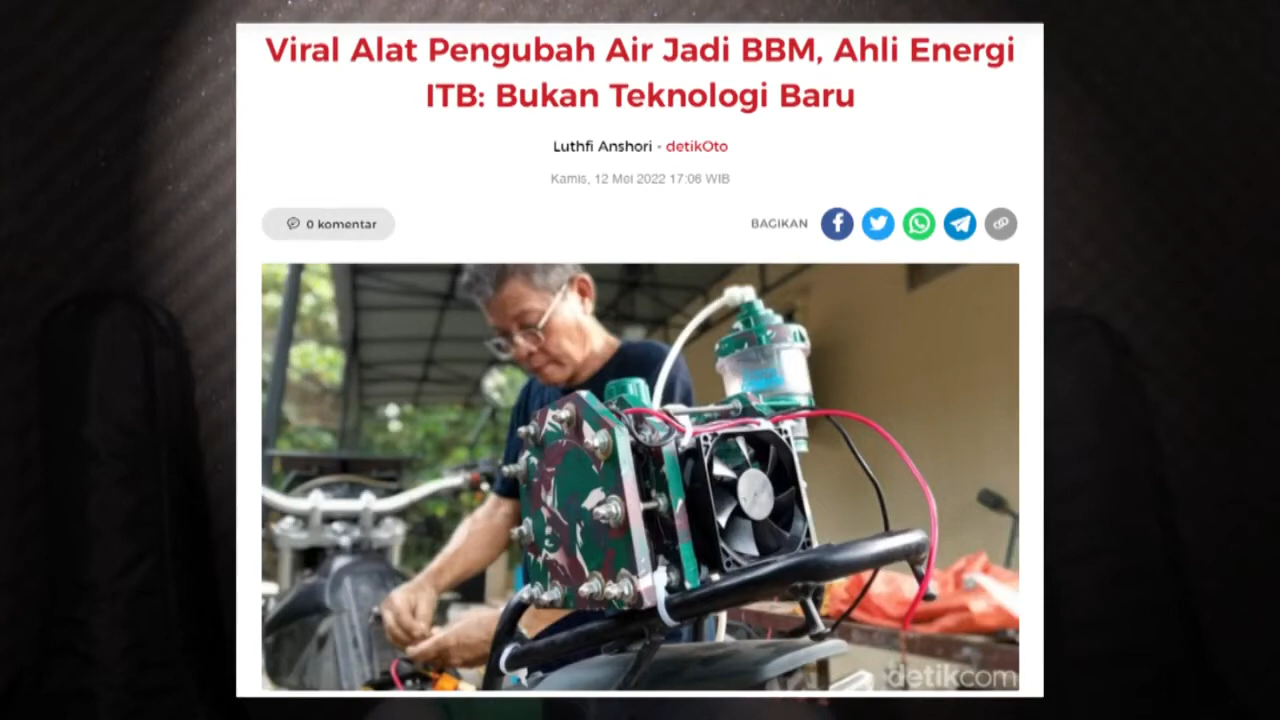 Viral Alat Pengubah Air Jadi BBM, Ahli Energi
ITB: Bukan Teknologi Baru
Luthfi Anshori - detikOto
Kamis, 12 Mei 2022 17:06 WIB
0 komentar
BAGIKAN
detikcom